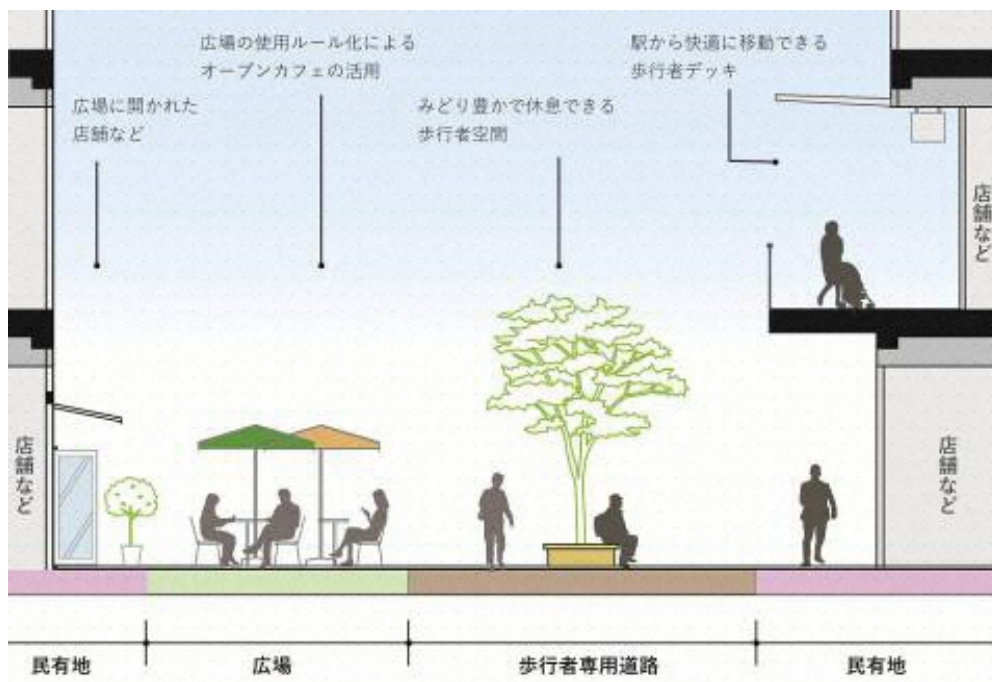 広場の使用ルール化による
オープンカフェの活用
駅から快適に移動できる
歩行者デッキ
広場に開かれた
店舗など
みどり豊かで休息できる
歩行者空間
店舗など
店舗など
店舗など
民有地
広場
歩行者専用道路
民有地